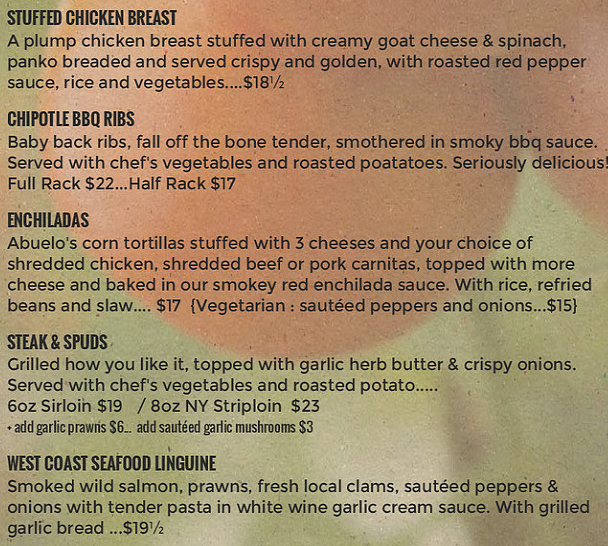 STUFFED CHICKEN BREAST
A plump chicken breast stuffed with creamy goat cheese & spinach,
panko breaded and served crispy and golden, with roasted red pepper
sauce, rice and vegetables....$18½
CHIPOTLE BBQ RIBS
Baby back ribs, fall off the bone tender, smothered in smoky bbq sauce.
Served with chef's vegetables and roasted poatatoes. Seriously delicious!
Full Rack $22...Half Rack $17
ENCHILADAS
Abuelo's corn tortillas stuffed with 3 cheeses and your choice of
shredded chicken, shredded beef or pork carnitas, topped with more
cheese and baked in our smokey red enchilada sauce. With rice, refried
beans and slaw.... $17 {Vegetarian : sautéed peppers and onions...$15}
STEAK & SPUDS
Grilled how you like it, topped with garlic herb butter & crispy onions.
Served with chef's vegetables and roasted potato.....
6oz Sirloin $19 / 8oz NY Striploin $23
• add garlic prawns $6... add sautéed garlic mushrooms $3
WEST COAST SEAFOOD LINGUINE
Smoked wild salmon, prawns, fresh local clams, sautéed peppers &
onions with tender pasta in white wine garlic cream sauce. With grilled
garlic bread ...$19½